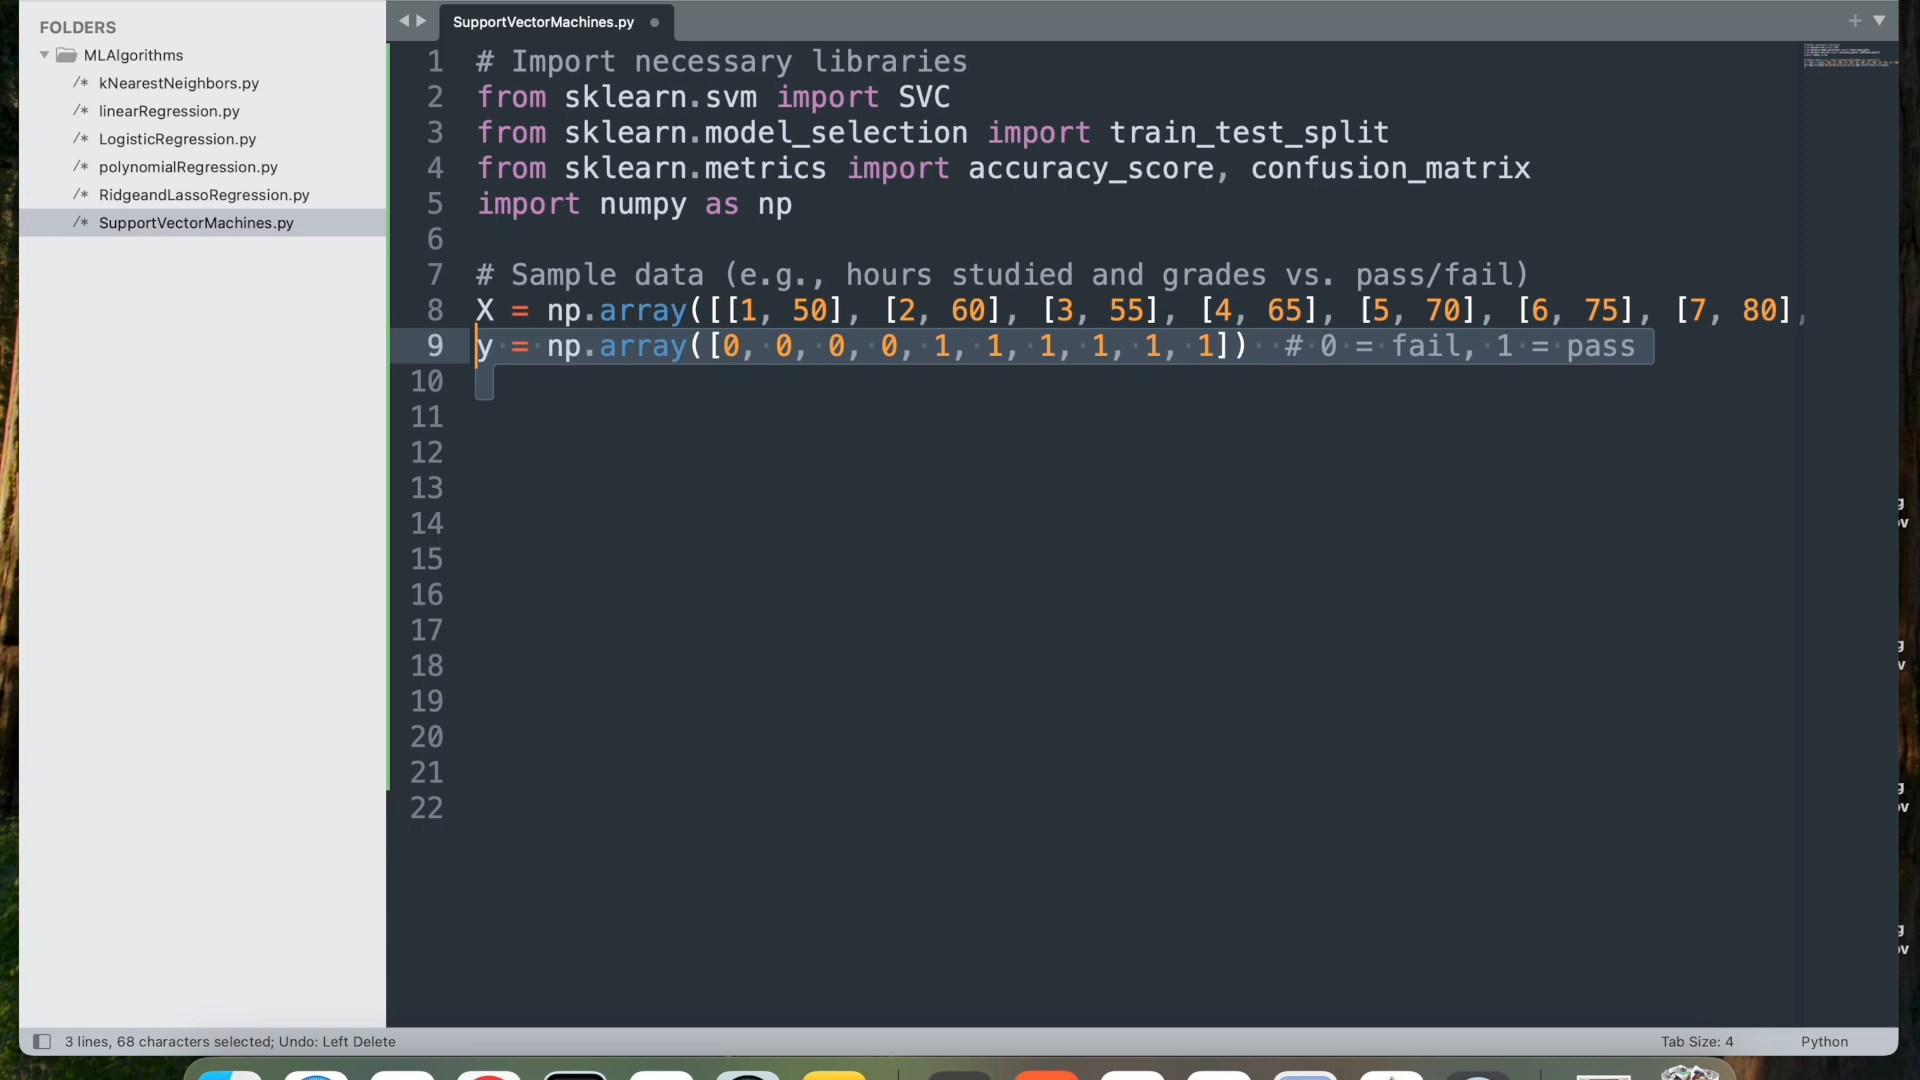 FOLDERS
MLAlgorithms
/* kNearestNeighbors.py
/* linearRegression.py
/* LogisticRegression.py
/* polynomialRegression.py
/* RidgeandLassoRegression.py
/* SupportVectorMachines.py
SupportVectorMachines.py
1 # Import necessary libraries
2 from sklearn.svm import SVC
3 from sklearn.model_selection import train_test_split
4 from sklearn.metrics import accuracy_score, confusion_matrix
5 import numpy as np
6
7 # Sample data (e.g., hours studied and grades vs. pass/fail)
8 X = np.array([[1, 50], [2, 60], [3, 55], [4, 65], [5, 70], [6, 75], [7, 80],
9 y = np.array([0, 0, 0, 0, 1, 1, 1, 1, 1, 1])  # 0 = fail, 1 = pass
10
11
12
13
14
15
16
17
18
19
20
21
22
3 lines, 68 characters selected; Undo: Left Delete
Tab Size: 4
Python